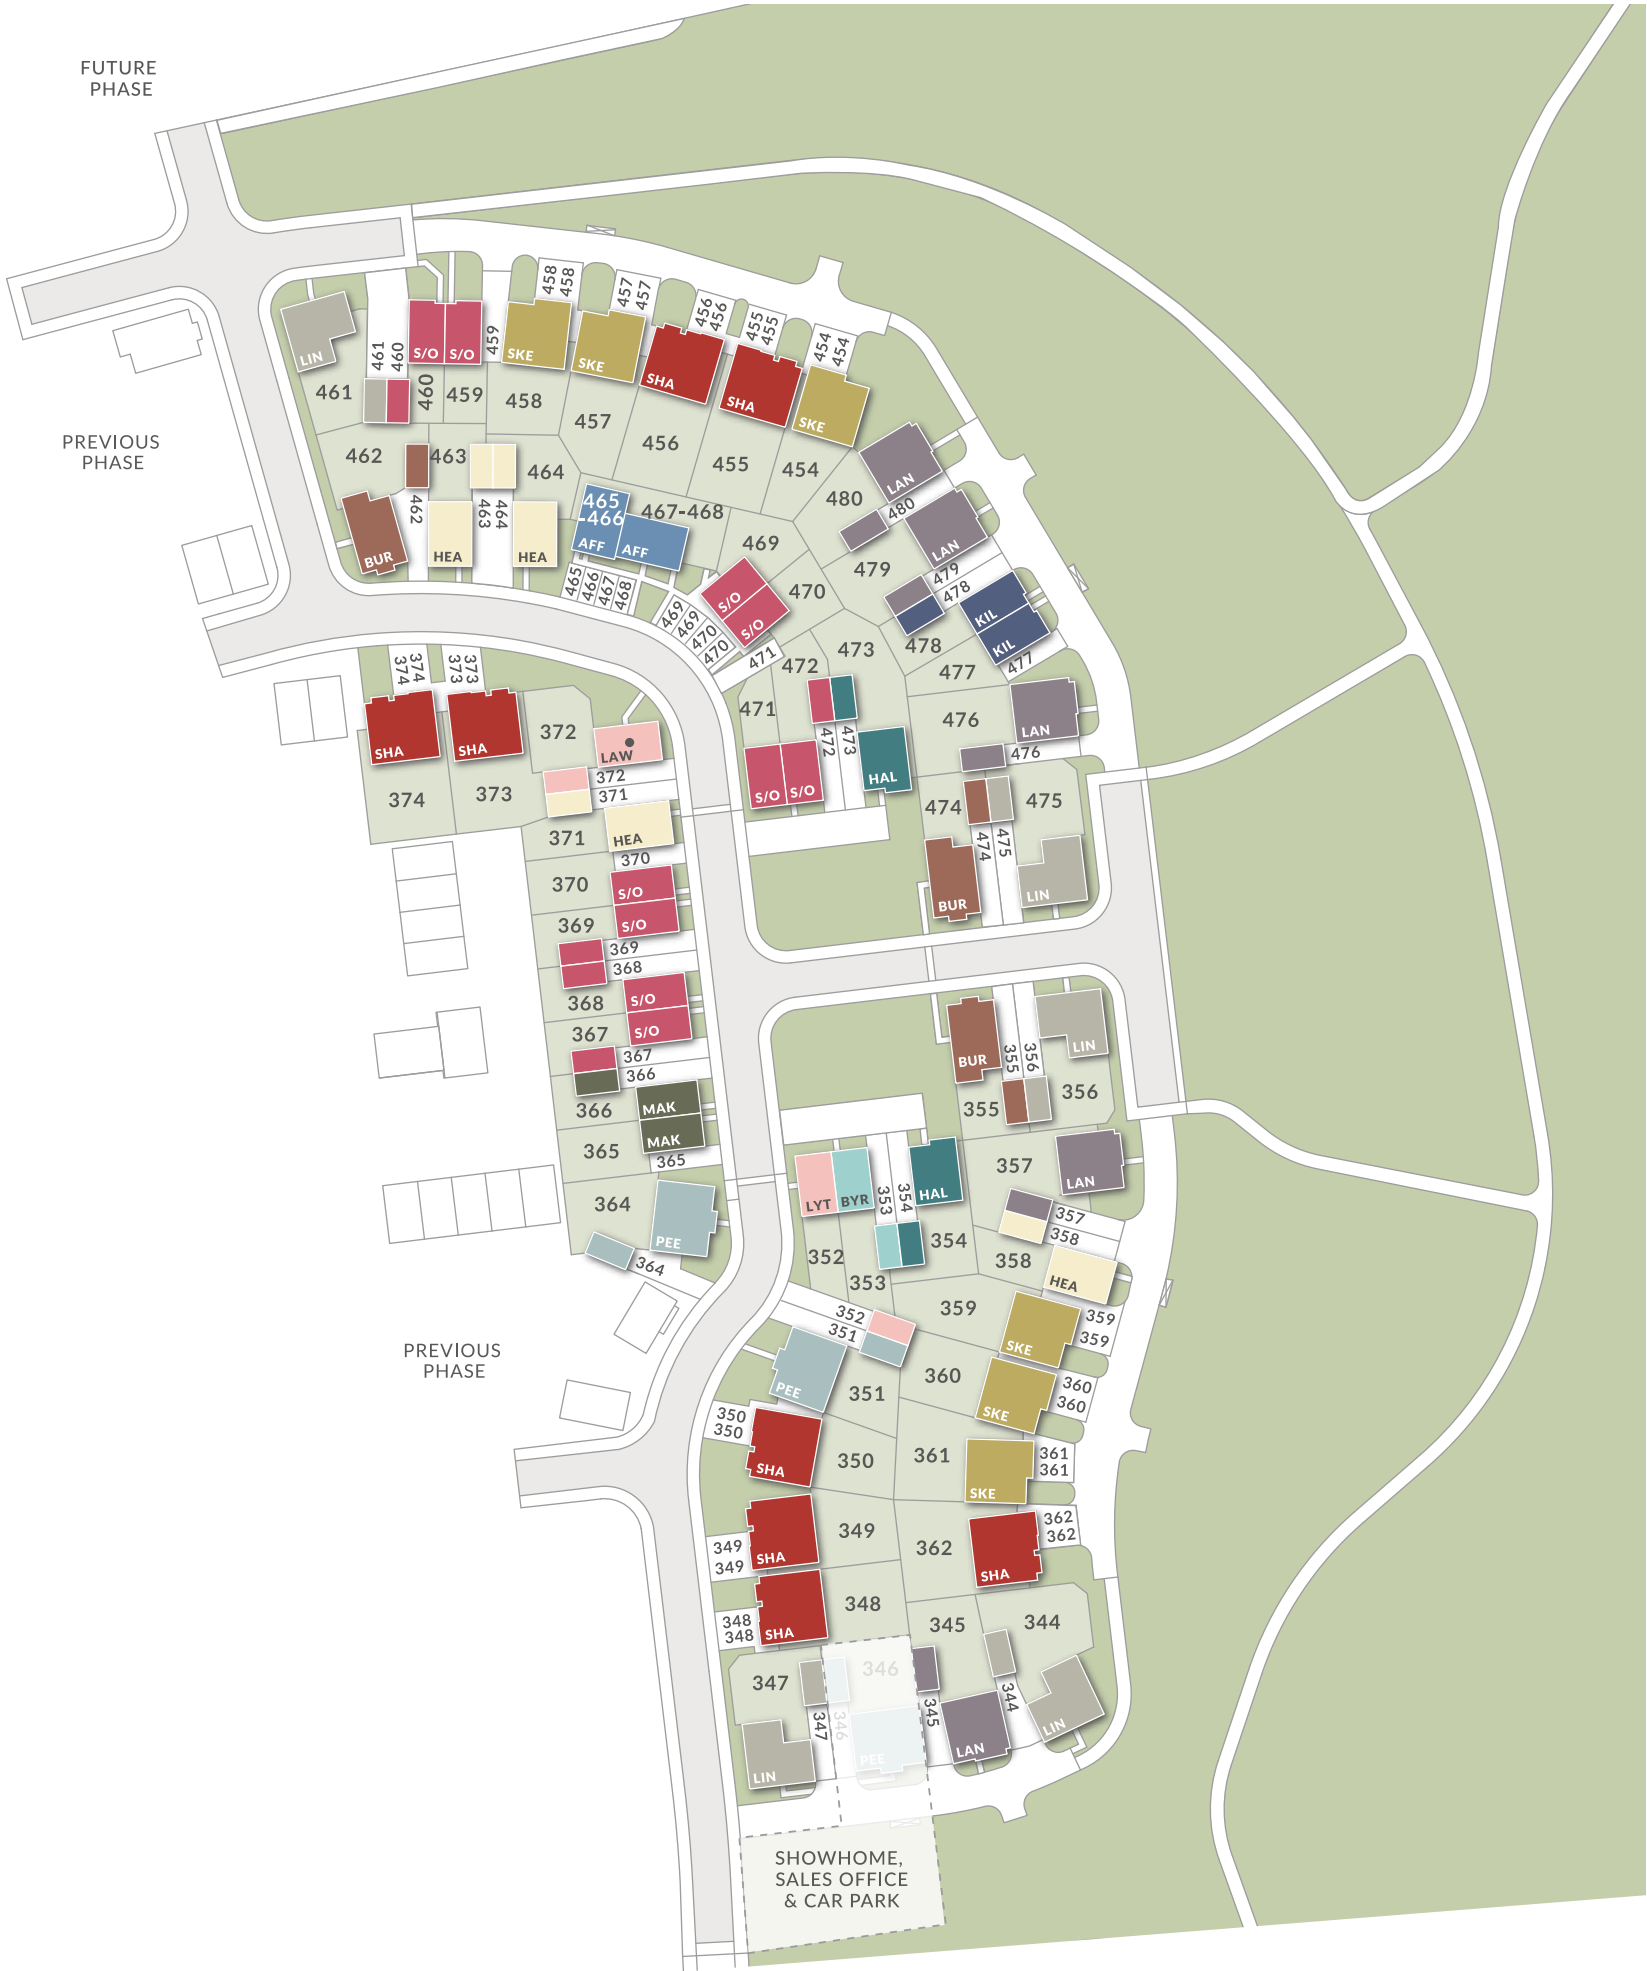 FUTURE
PHASE
PREVIOUS
PHASE
LIN
461
460
S/O
S/O
459
458
458
SKE
457
457
SKE
456
456
SHA
455
455
SHA
454
454
SKE
461
460
459
458
457
456
455
454
480
LAN
480
LAN
462
463
464
462
463
464
BUR
HEA
HEA
465
-466
AFF
AFF
467-468
465
466
467
468
469
470
S/O
S/O
469
469
470
470
471
479
479
478
KIL
KIL
478
477
477
471
472
473
472
473
S/O
S/O
HAL
476
LAN
476
474
475
474
475
BUR
LIN
374
374
373
373
SHA
SHA
372
LAW
372
371
374
373
371
HEA
370
370
S/O
S/O
369
369
368
S/O
S/O
368
367
367
366
MAK
MAK
366
365
365
364
PEE
364
PREVIOUS
PHASE
BUR
355
356
LIN
355
356
LYT
BYR
353
354
HAL
357
LAN
357
358
352
353
354
358
HEA
352
351
359
SKE
359
359
PEE
351
360
SKE
360
360
350
350
SHA
350
361
SKE
361
361
349
349
SHA
349
362
SHA
362
362
348
348
SHA
348
345
344
347
346
347
346
345
344
LIN
PEE
LAN
LIN
SHOWHOME,
SALES OFFICE
& CAR PARK